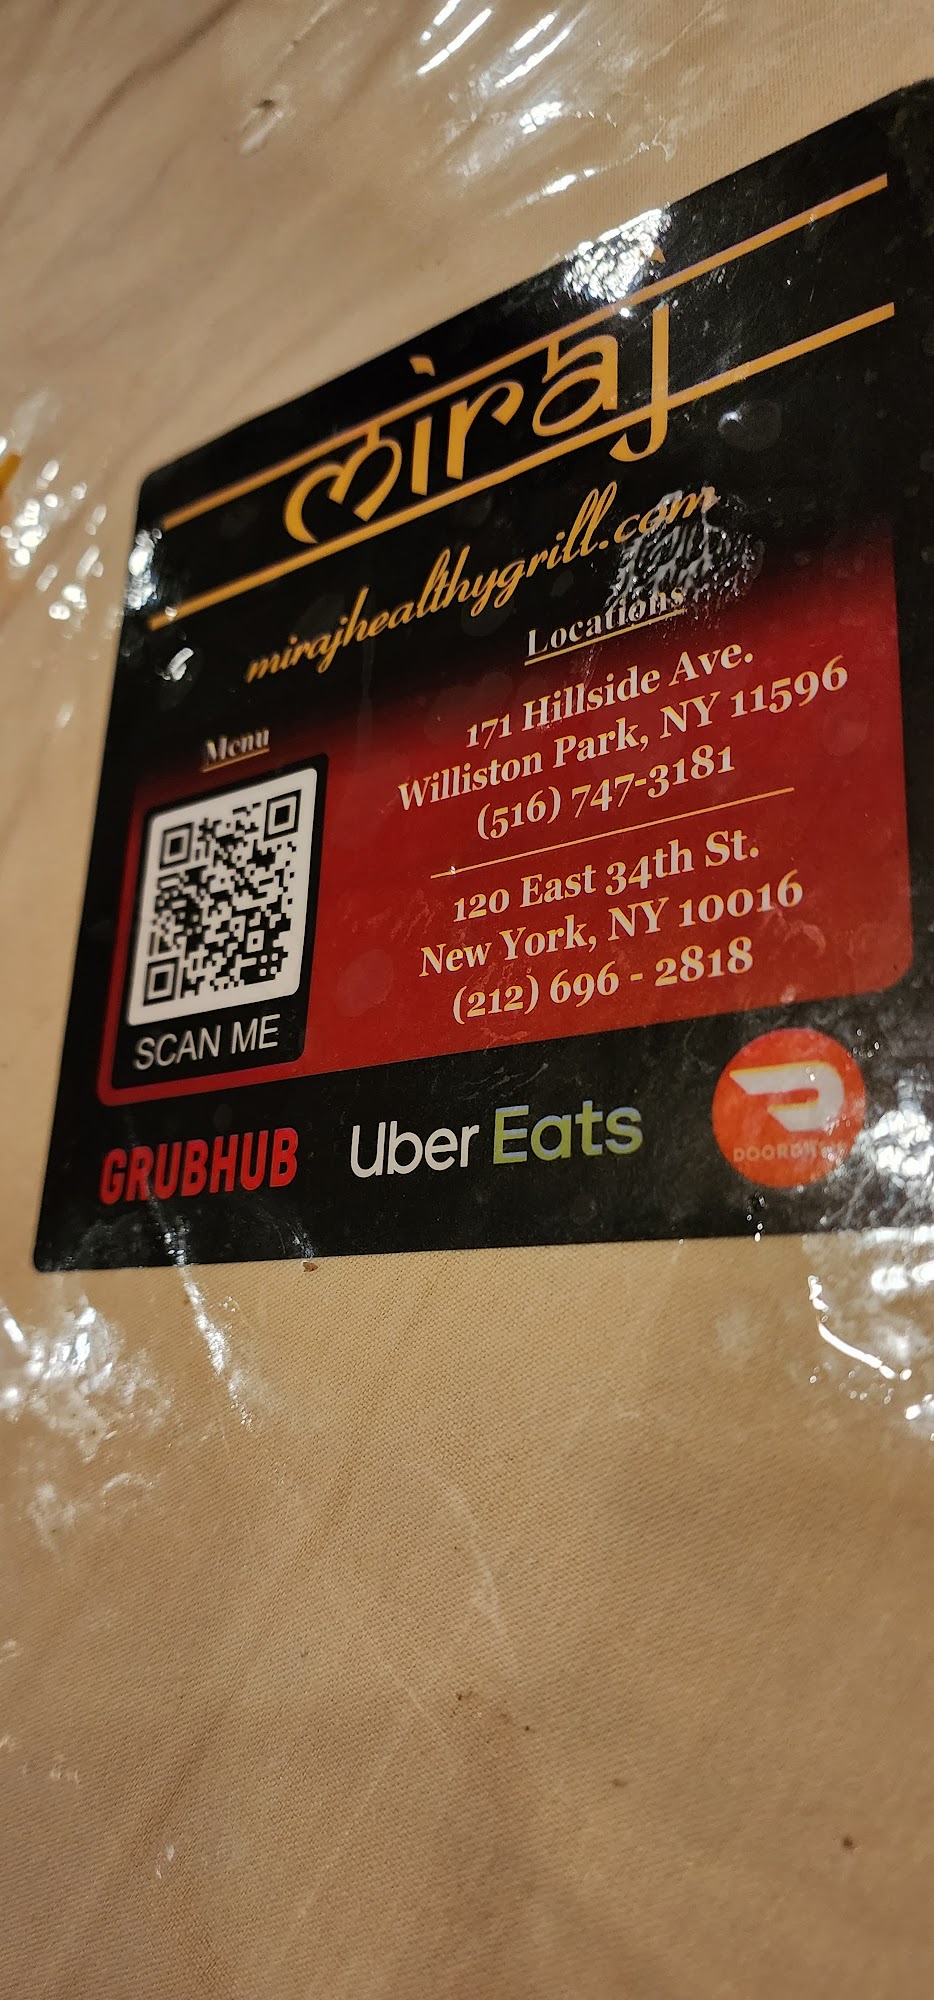 miraj
mirajhealthygrill.com
Locations
171 Hillside Ave.
Williston Park, NY 11596
(516) 747-3181
120 East 34th St.
New York, NY 10016
(212) 696 - 2818
Menu
SCAN ME
GRUBHUB
Uber Eats
DOORDASH